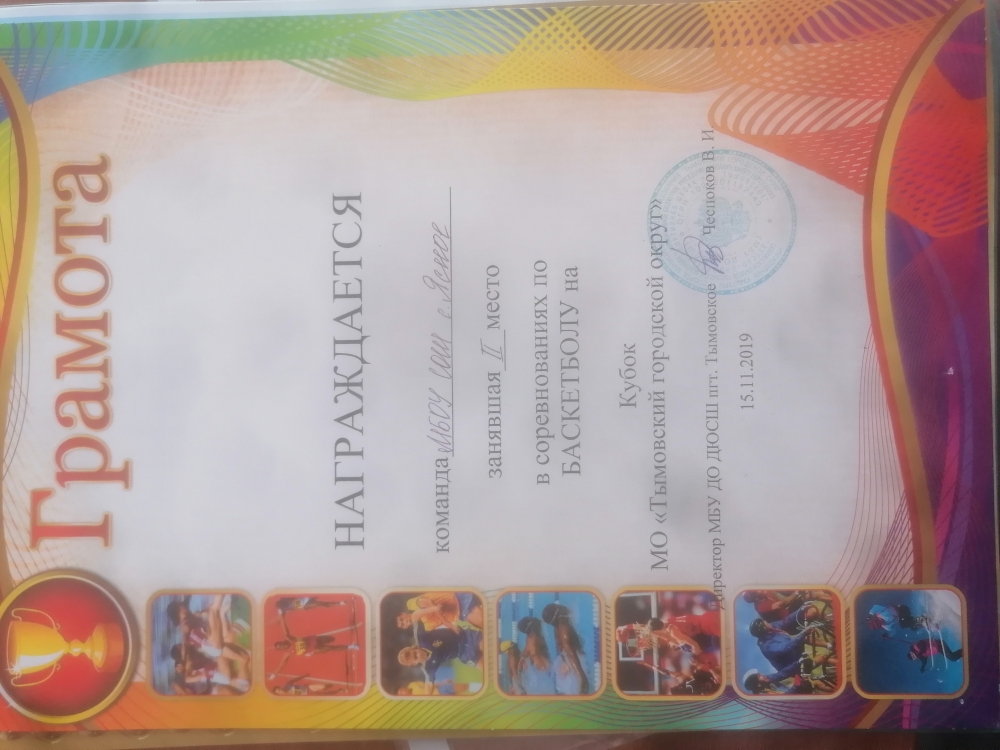 Грамота
НАГРАЖДАЕТСЯ
команда МБОУ СОШ с. Ясное
занявшая II место
в соревнованиях по
БАСКЕТБОЛУ на
Кубок
МО «Тымовский городской округ»
Директор МБУ ДО ДЮСШ пгт. Тымовское Чесноков В. И
15.11.2019